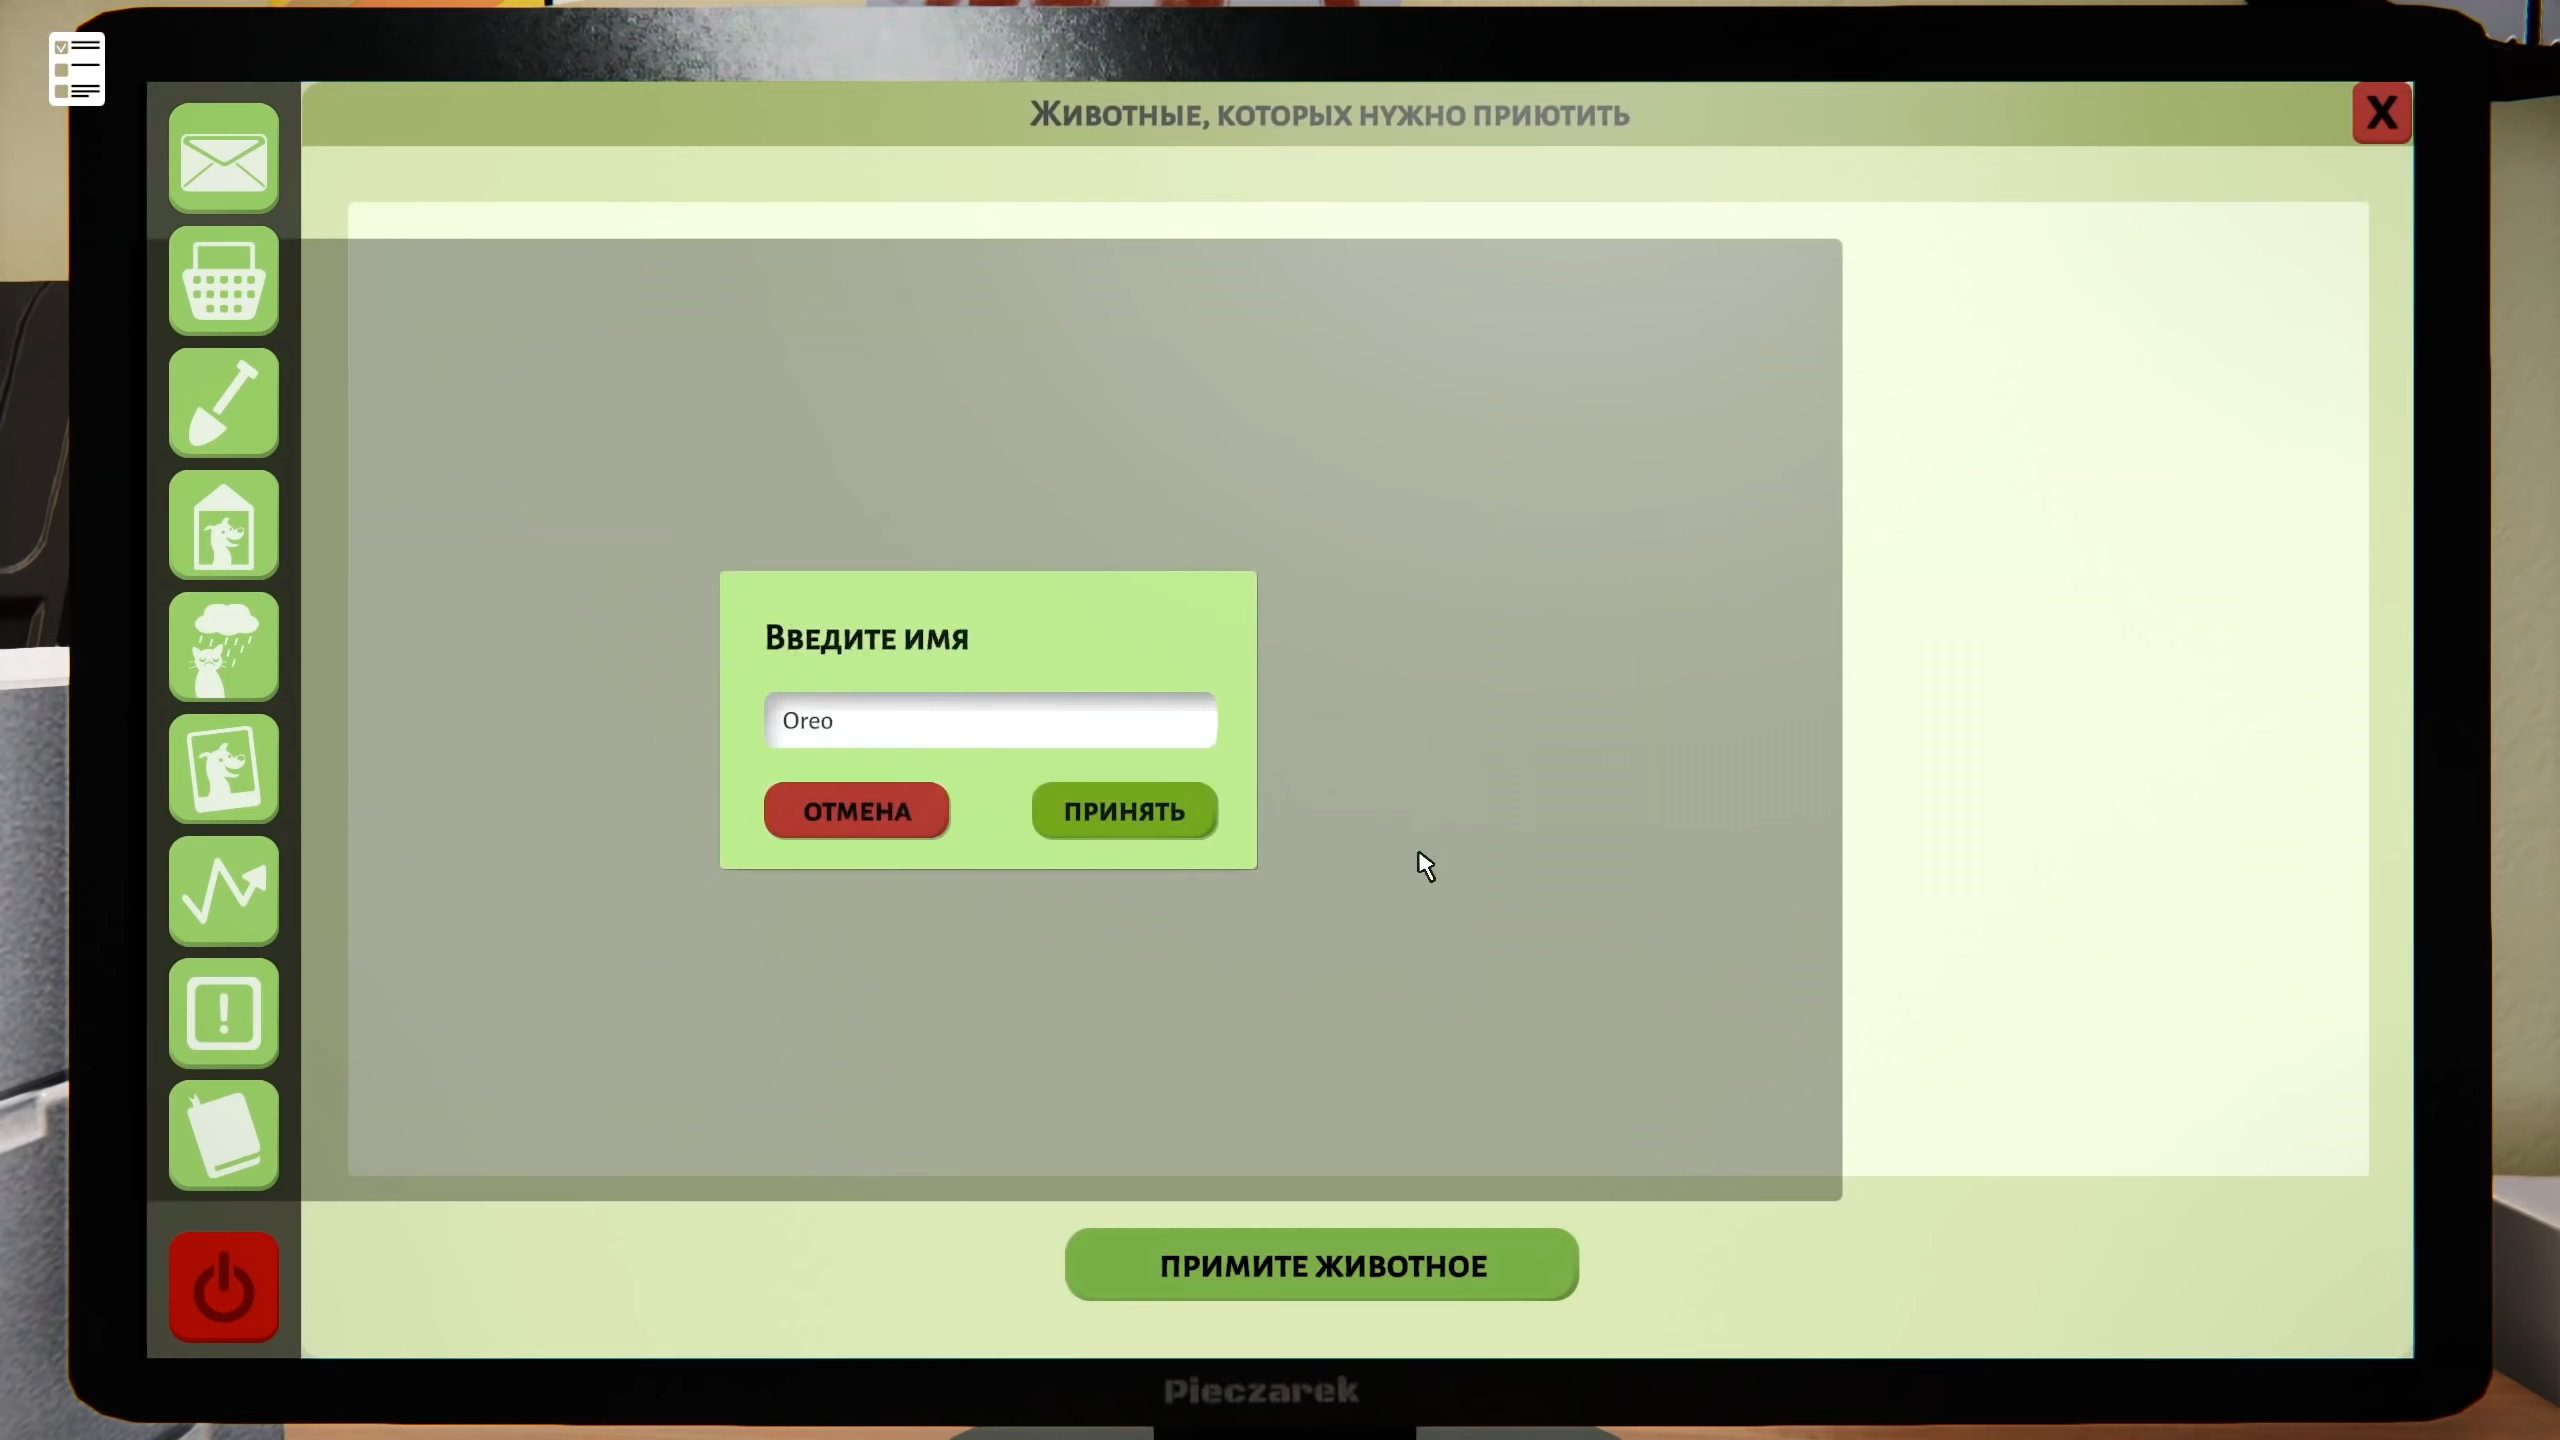 Животные, которых нужно приютить
X
Введите имя
Oreo
ОТМЕНА
ПРИНЯТЬ
ПРИМИТЕ ЖИВОТНОЕ
Pieczarek